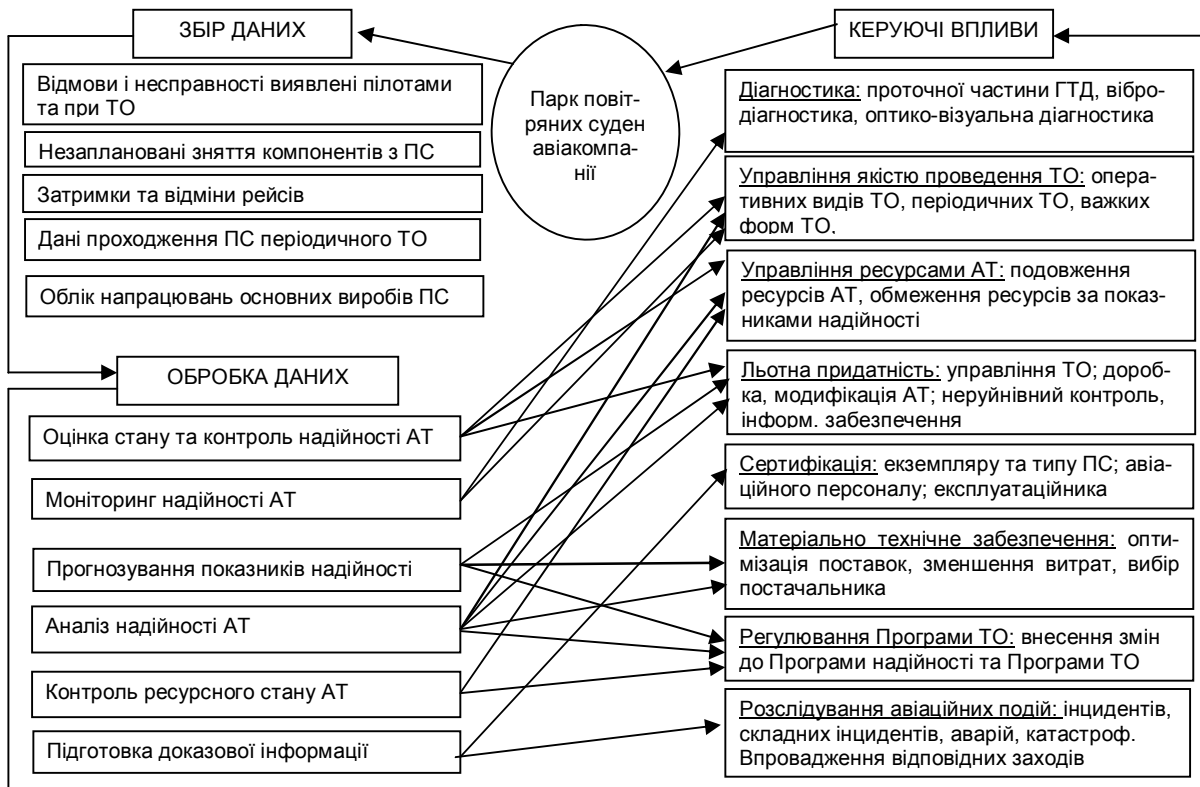 ЗБІР ДАНИХ
Відмови і несправності виявлені пілотами
та при ТО
Незаплановані зняття компонентів з ПС
Затримки та відміни рейсів
Дані проходження ПС періодичного ТО
Облік напрацювань основних виробів ПС
ОБРОБКА ДАНИХ
Оцінка стану та контроль надійності АТ
Моніторинг надійності АТ
Прогнозування показників надійності
Аналіз надійності АТ
Контроль ресурсного стану АТ
Підготовка доказової інформації
Парк повіт-
ряних суден
авіакомпа-
нії
КЕРУЮЧІ ВПЛИВИ
Діагностика: проточної частини ГТД, вібро-
діагностика, оптико-візуальна діагностика
Управління якістю проведення ТО: опера-
тивних видів ТО, періодичних ТО, важких
форм ТО,
Управління ресурсами АТ: подовження
ресурсів АТ, обмеження ресурсів за показ-
никами надійності
Льотна придатність: управління ТО; дороб-
ка, модифікація АТ; неруйнівний контроль,
інформ. забезпечення
Сертифікація: екземпляру та типу ПС; авіа-
ційного персоналу; експлуатаційника
Матеріально технічне забезпечення: опти-
мізація поставок, зменшення витрат, вибір
постачальника
Регулювання Програми ТО: внесення змін
до Програми надійності та Програми ТО
Розслідування авіаційних подій: інцидентів,
складних інцидентів, аварій, катастроф.
Впровадження відповідних заходів